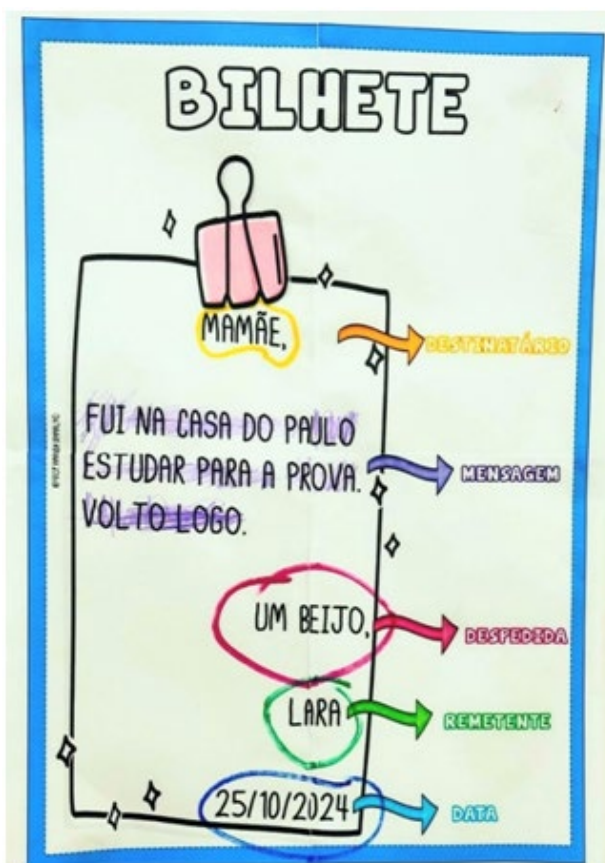 BILHETE
MAMÃE,
DESTINATÁRIO
FUI NA CASA DO PAULO
ESTUDAR PARA A PROVA.
MENSAGEM
VOLTO LOGO.
UM BEIJO,
DESPEDIDA
LARA
REMETENTE
25/10/2024
DATA